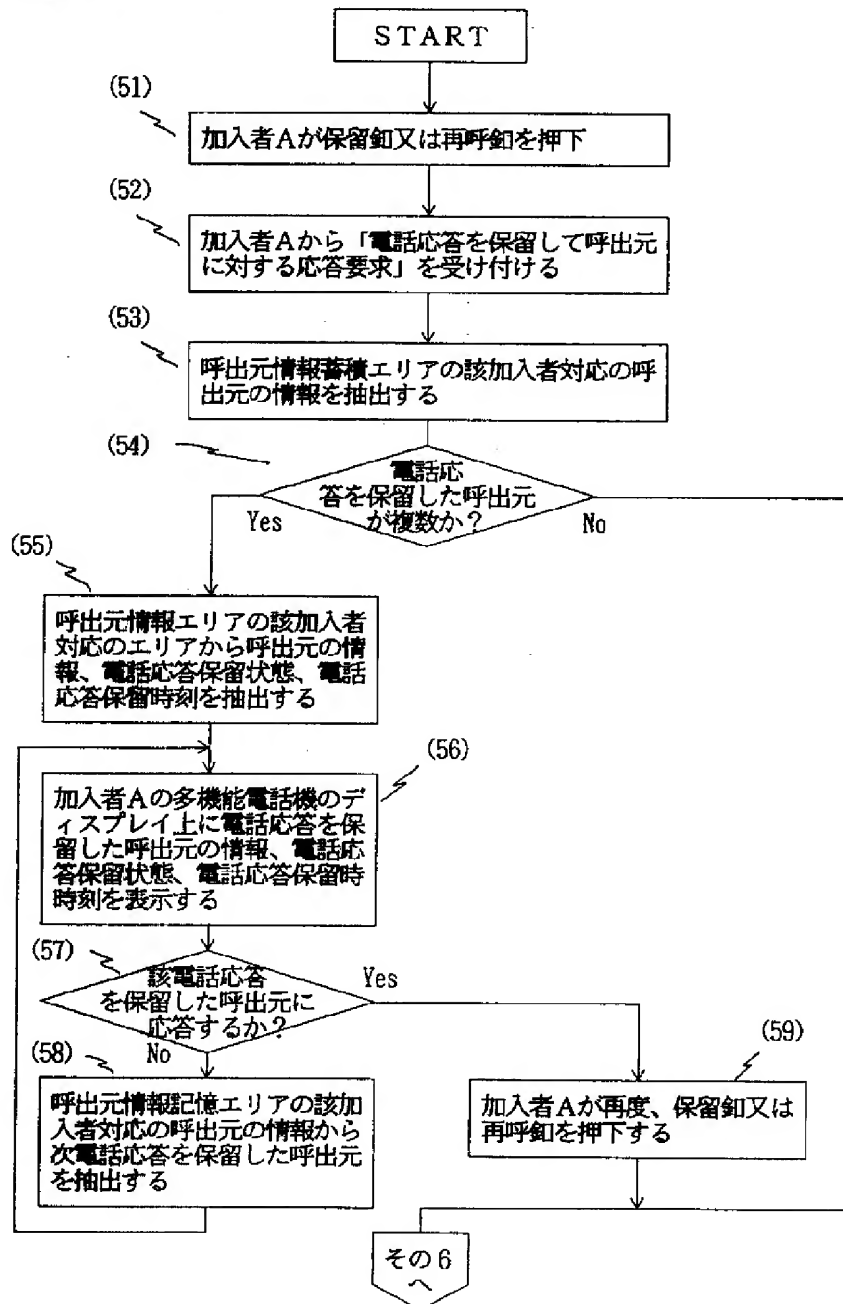 START
(51)
加入者Aが保留釦又は再呼釦を押下
(52)
加入者Aから「電話応答を保留して呼出元
に対する応答要求」を受け付ける
(53)
呼出元情報蓄積エリアの該加入者対応の呼
出元の情報を抽出する
(54)
電話応
答を保留した呼出元
が複数か？
Yes
No
(55)
呼出元情報エリアの該加入者
対応のエリアから呼出元の情
報、電話応答保留状態、電話
応答保留時刻を抽出する
(56)
加入者Aの多機能電話機のデ
ィスプレイ上に電話応答を保
留した呼出元の情報、電話応
答保留状態、電話応答保留時
時刻を表示する
(57)
該電話応答
を保留した呼出元に
応答するか？
Yes
No
(58)
呼出元情報記憶エリアの該加
入者対応の呼出元の情報から
次電話応答を保留した呼出元
を抽出する
(59)
加入者Aが再度、保留釦又は
再呼釦を押下する
その6
へ